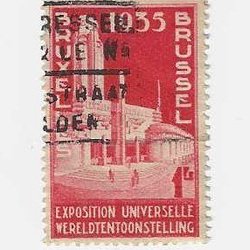 1935
BRUXELLES
BRUSSEL
STRAAT
1F
EXPOSITION UNIVERSELLE
WERELDTENTOONSTELLING